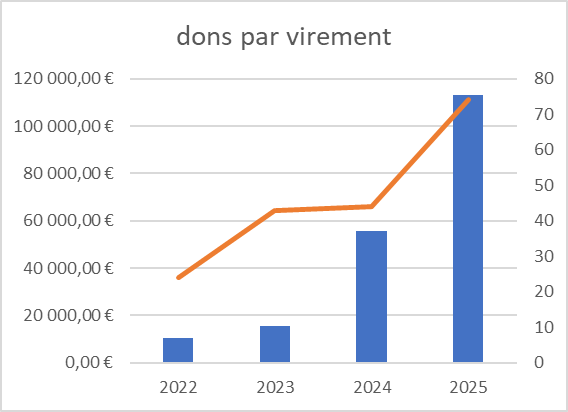 dons par virement
120 000,00 € 80
100 000,00 € 70
80 000,00 € 60
60 000,00 € 50
40 000,00 € 40
20 000,00 € 30
0,00 € 20
10
0
2022 2023 2024 2025